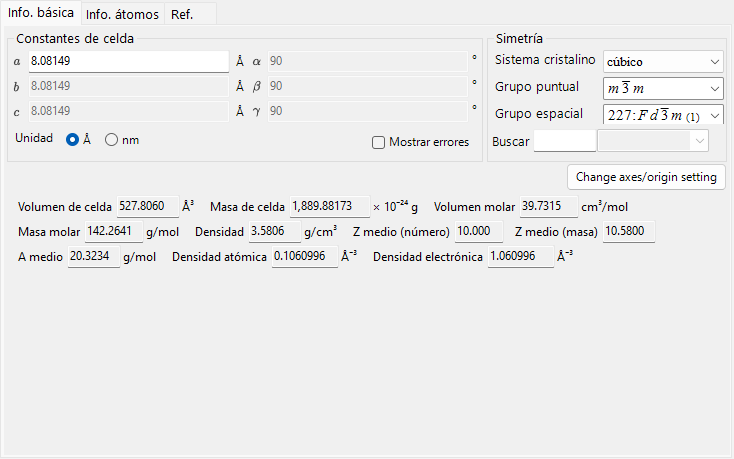 Info. básica Info. átomos Ref.
Constantes de celda
a 8.08149 Å α 90 °
b 8.08149 Å β 90 °
c 8.08149 Å γ 90 °
Unidad Å nm Mostrar errores
Simetría
Sistema cristalino cúbico
Grupo puntual m 3̅ m
Grupo espacial 227: F d 3̅ m (1)
Buscar
Change axes/origin setting
Volumen de celda 527.8060 Å³ Masa de celda 1,889.88173 × 10⁻²⁴ g Volumen molar 39.7315 cm³/mol
Masa molar 142.2641 g/mol Densidad 3.5806 g/cm³ Z medio (número) 10.000 Z medio (masa) 10.5800
A medio 20.3234 g/mol Densidad atómica 0.1060996 Å⁻³ Densidad electrónica 1.060996 Å⁻³